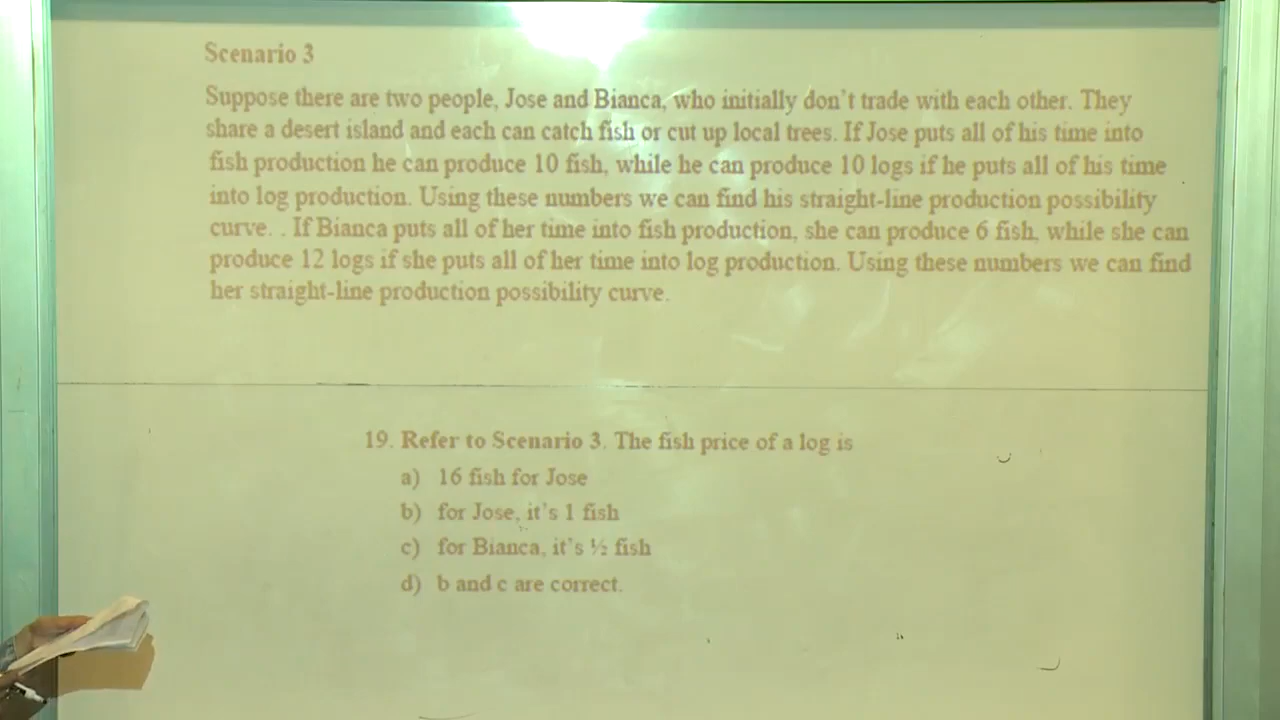 Scenario 3
Suppose there are two people, Jose and Bianca, who initially don't trade with each other. They
share a desert island and each can catch fish or cut up local trees. If Jose puts all of his time into
fish production he can produce 10 fish, while he can produce 10 logs if he puts all of his time
into log production. Using these numbers we can find his straight-line production possibility
curve. . If Bianca puts all of her time into fish production, she can produce 6 fish, while she can
produce 12 logs if she puts all of her time into log production. Using these numbers we can find
her straight-line production possibility curve.
19. Refer to Scenario 3. The fish price of a log is
a) 16 fish for Jose
b) for Jose, it's 1 fish
c) for Bianca, it's ½ fish
d) b and c are correct.